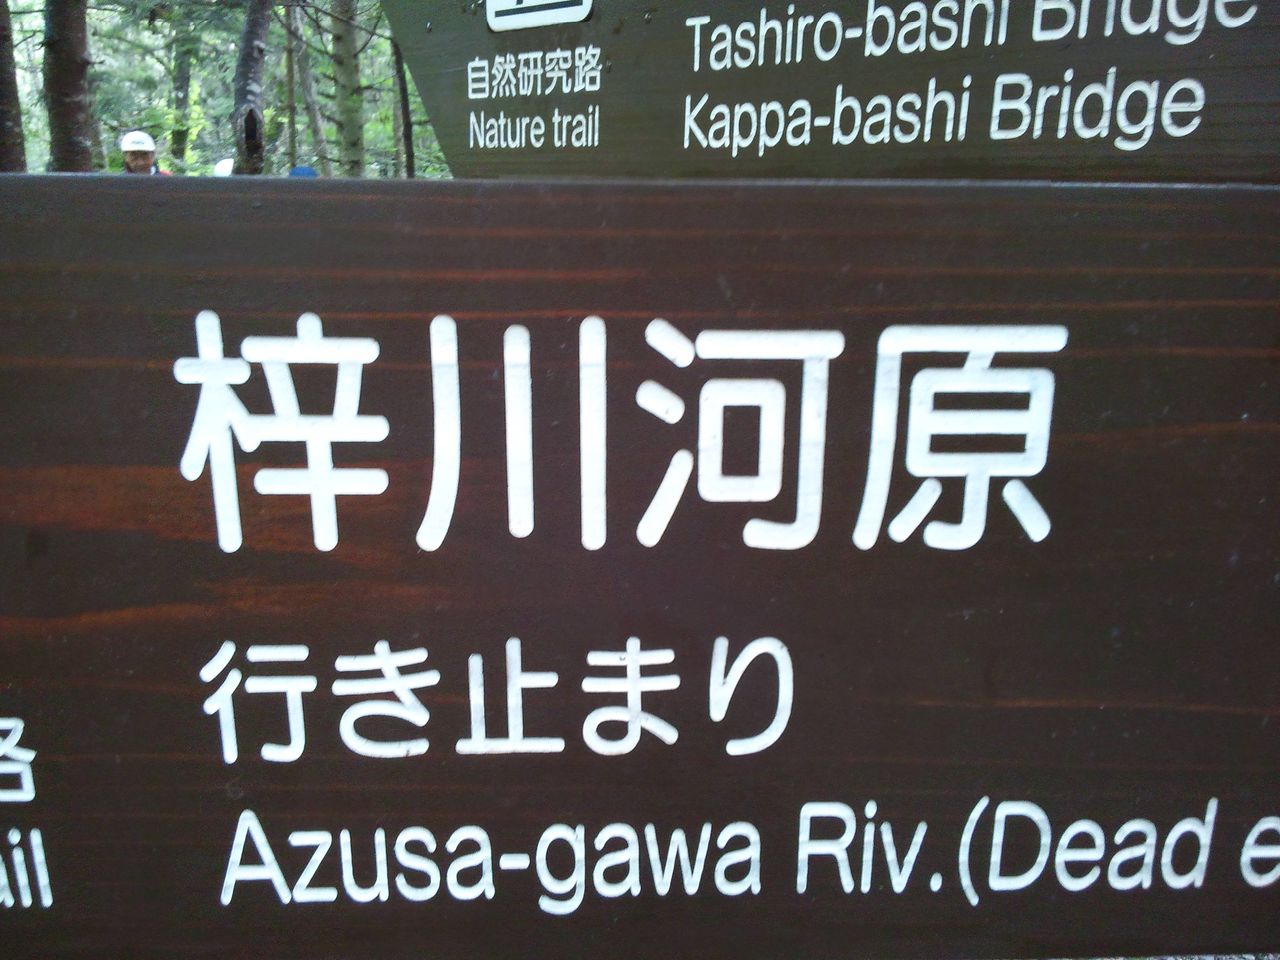 Tashiro-bashi Bridge
自然研究路
Kappa-bashi Bridge
Nature trail
梓川河原
行き止まり
路
ail
Azusa-gawa Riv.(Dead e